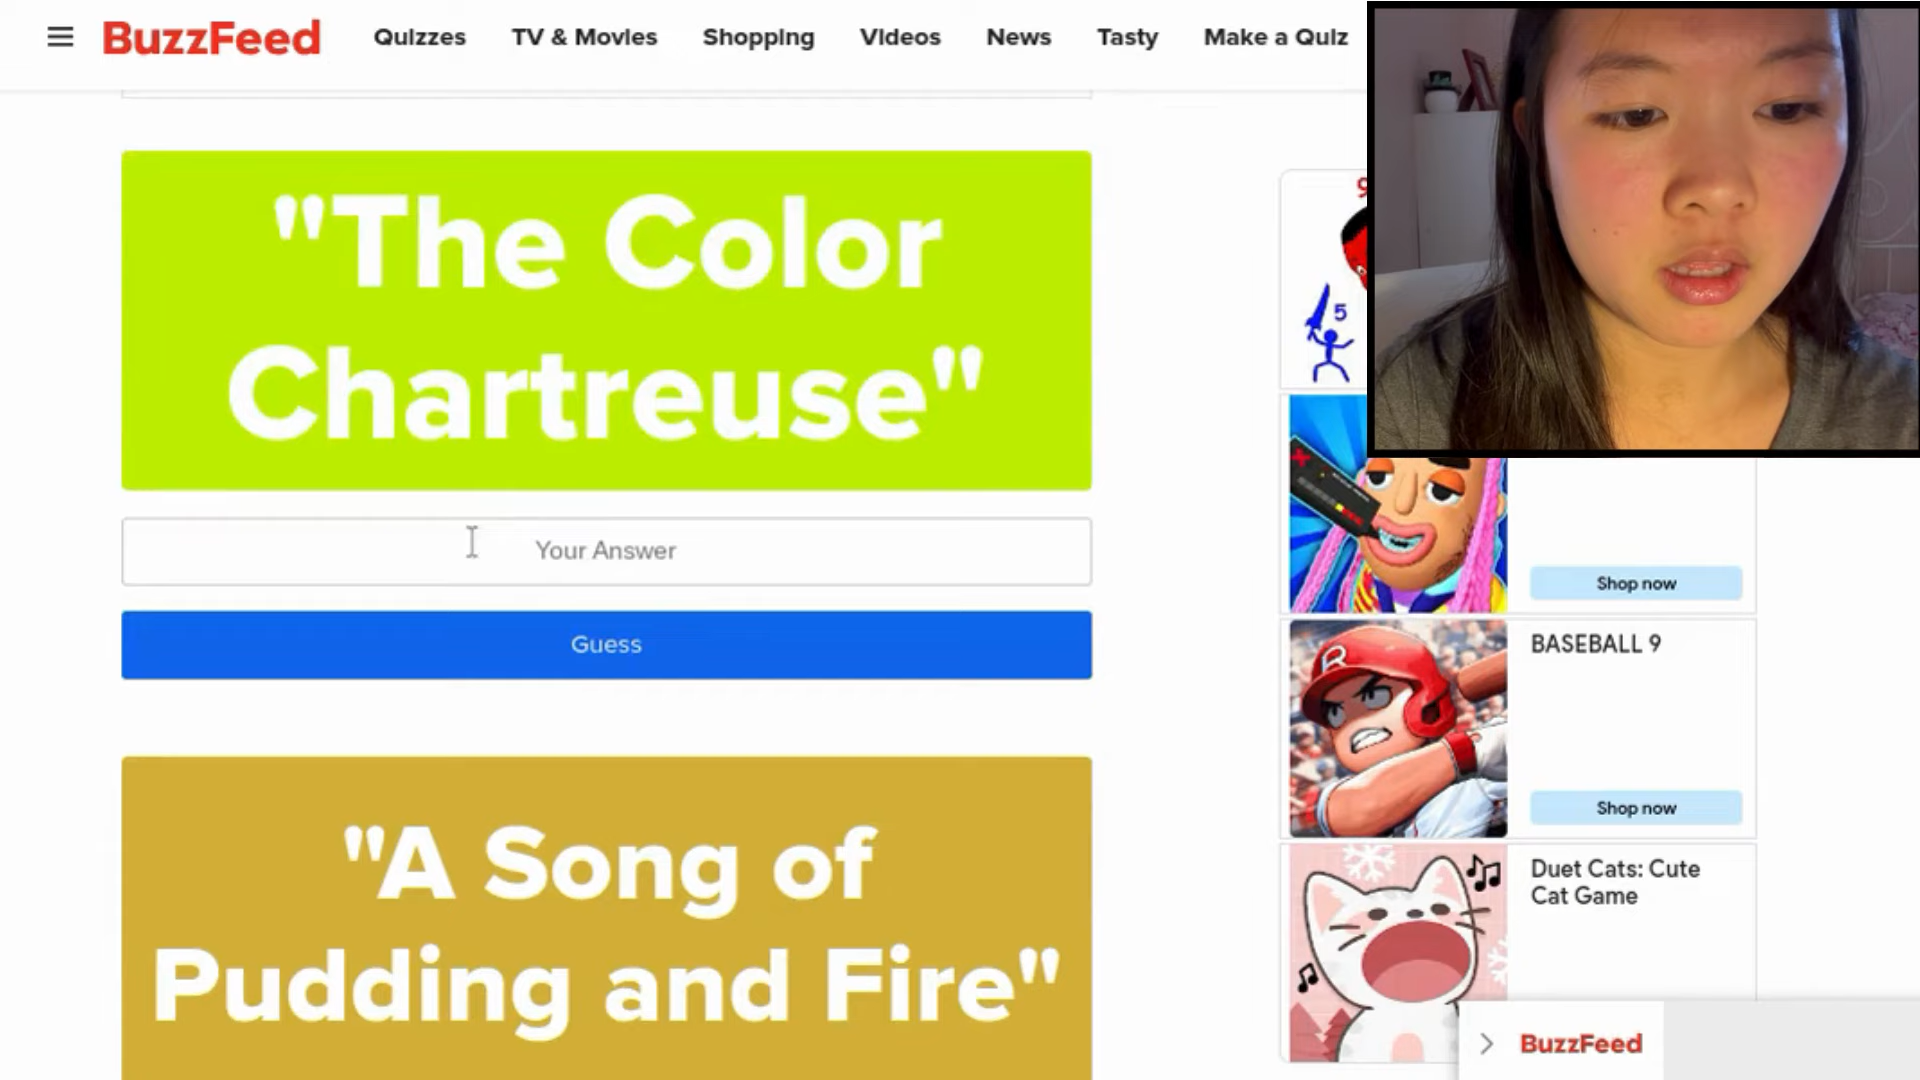 BuzzFeed Quizzes TV & Movies Shopping Videos News Tasty Make a Quiz
"The Color
Chartreuse"
Your Answer
Guess
"A Song of
Pudding and Fire"
9
5
Shop now
R
BASEBALL 9
Shop now
Duet Cats: Cute
Cat Game
BuzzFeed